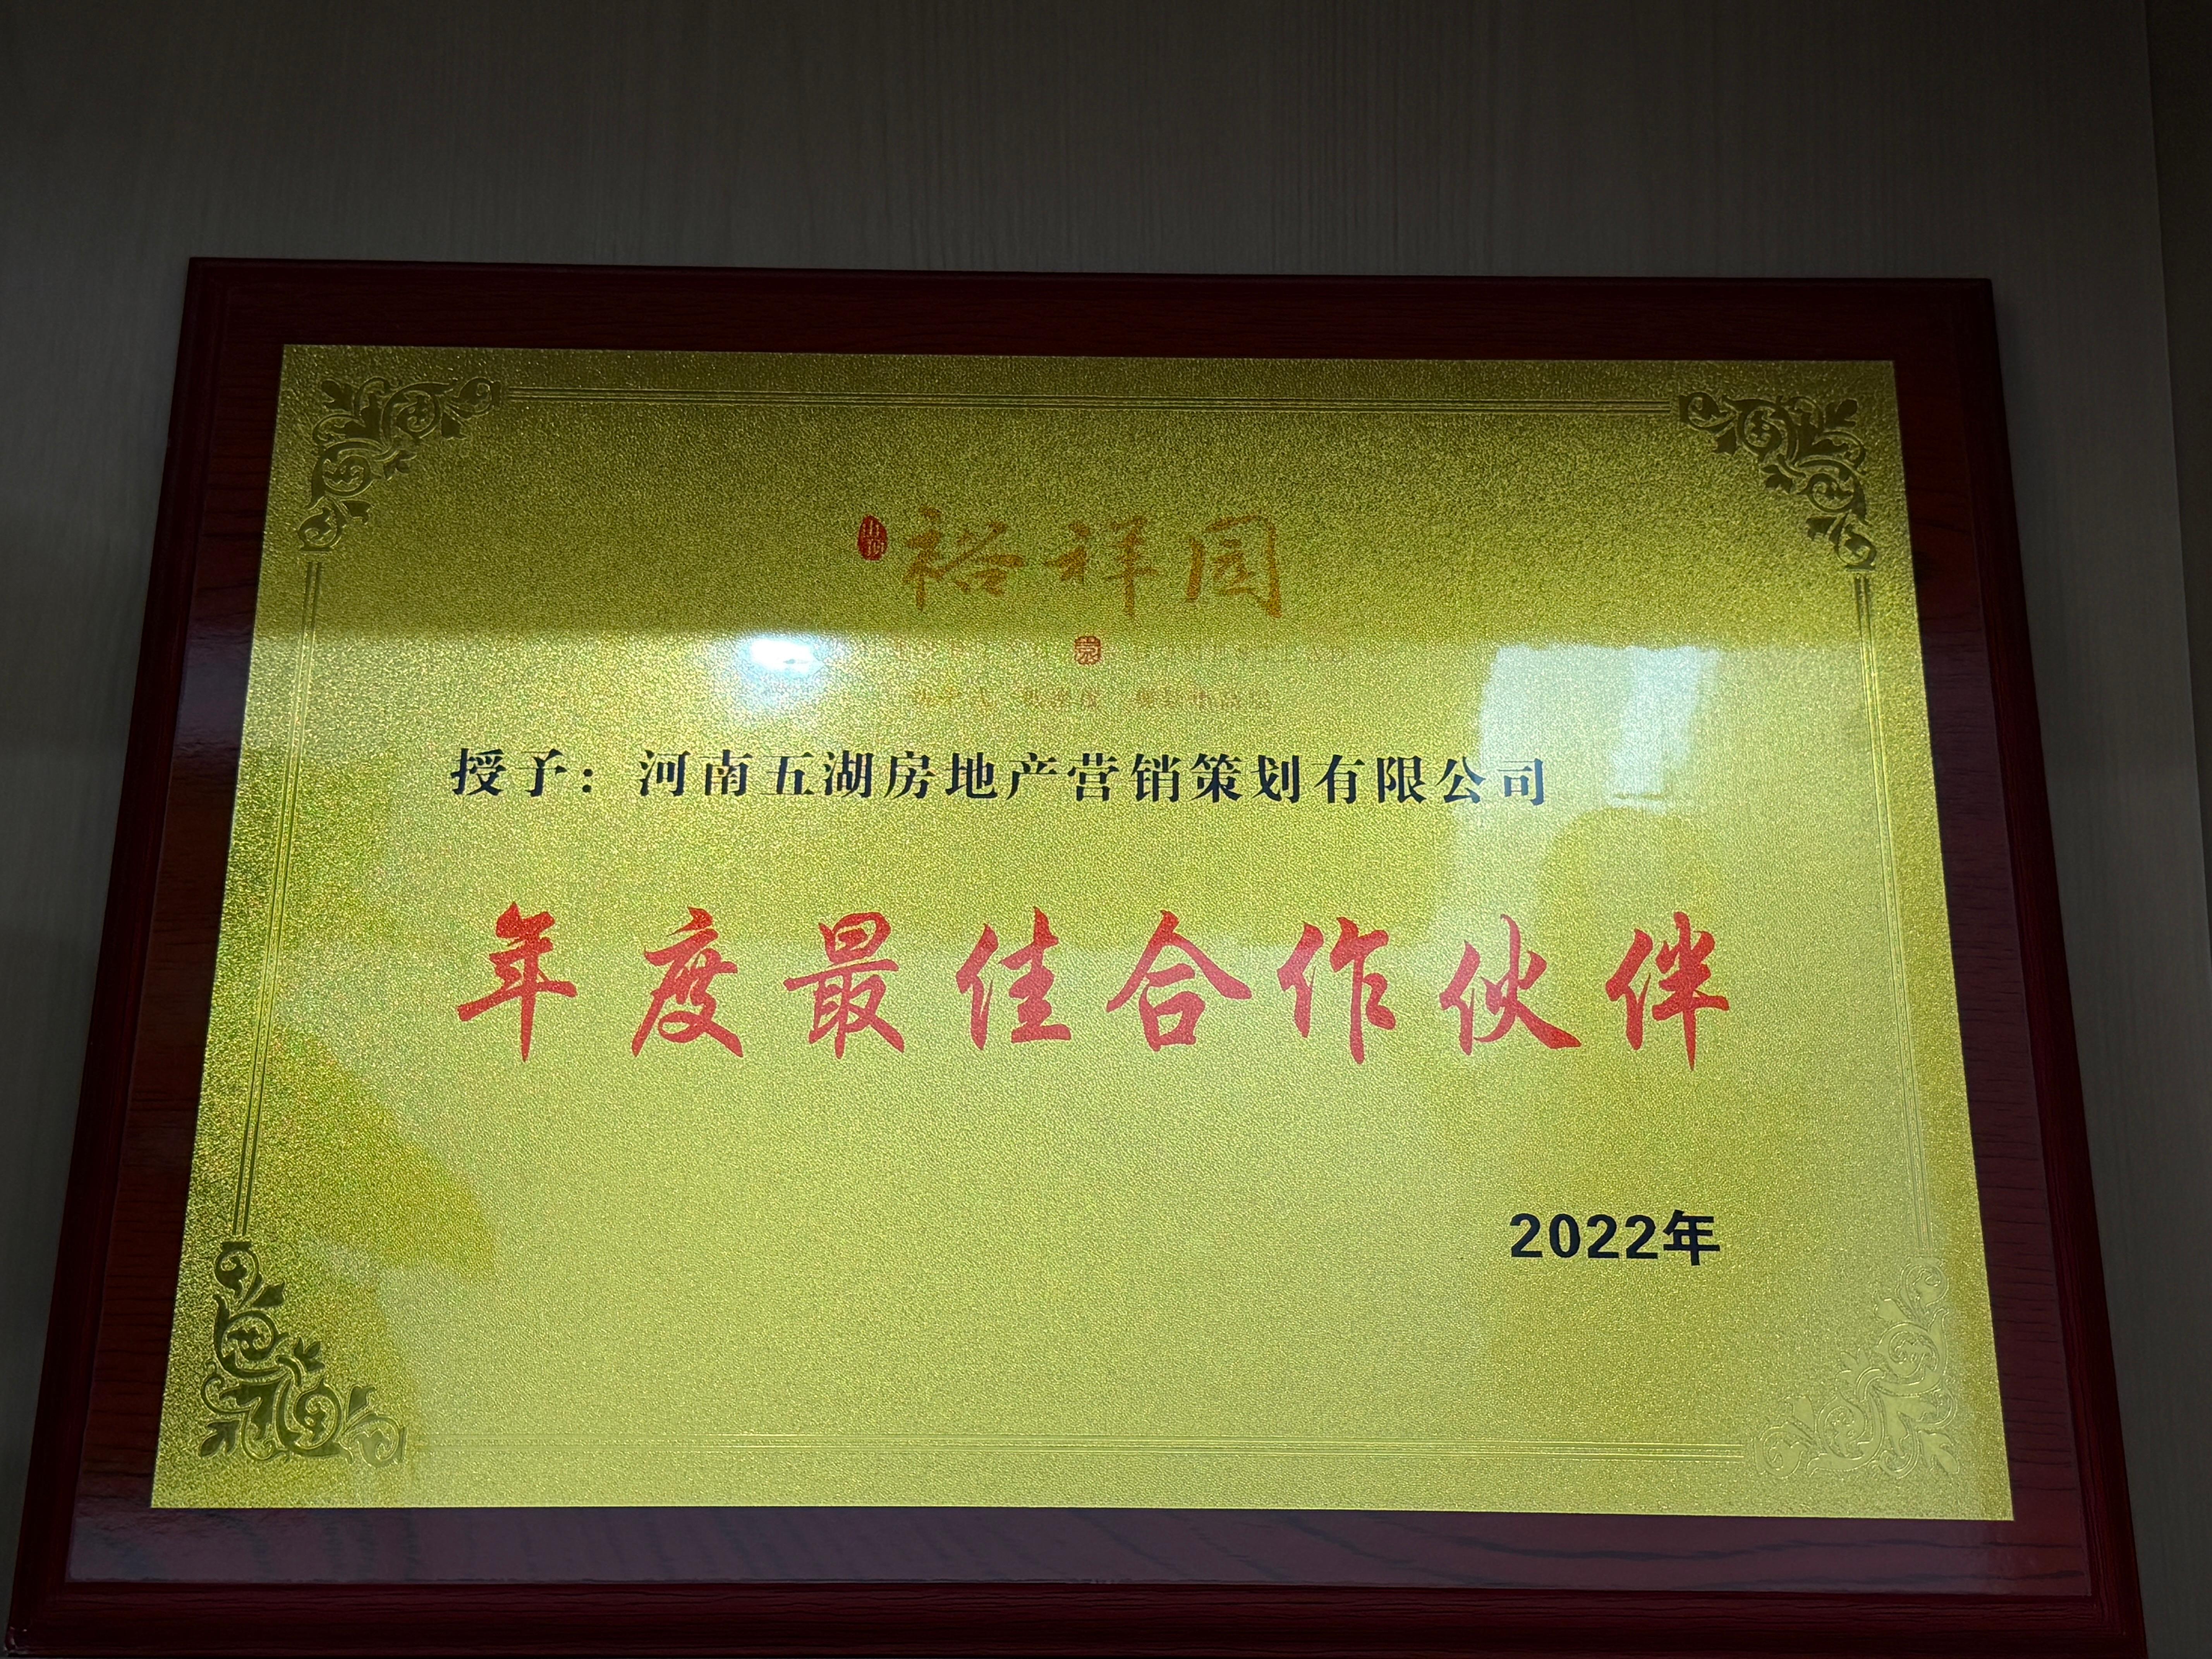 裕祥园
授予：河南五湖房地产营销策划有限公司
年度最佳合作伙伴
2022年